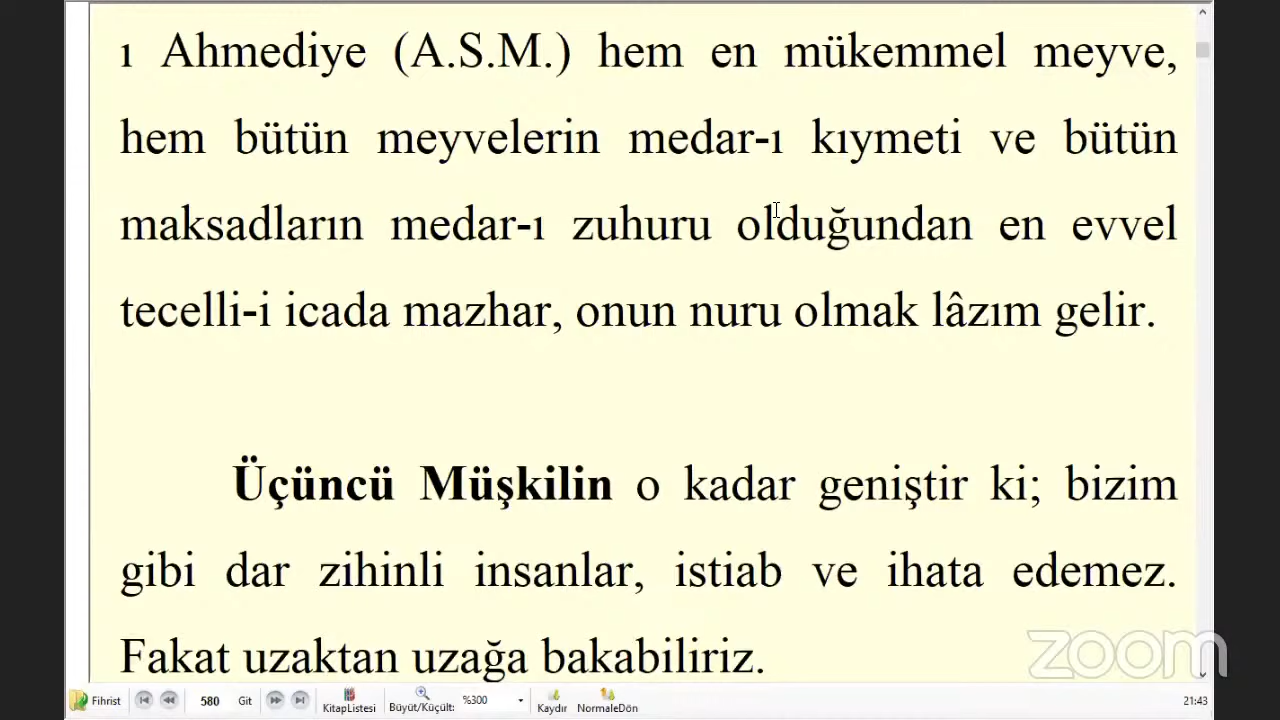 ı Ahmediye (A.S.M.) hem en mükemmel meyve,
hem bütün meyvelerin medar-ı kıymeti ve bütün
maksadların medar-ı zuhuru olduğundan en evvel
tecelli-i icada mazhar, onun nuru olmak lâzım gelir.
Üçüncü Müşkilin o kadar geniştir ki; bizim
gibi dar zihinli insanlar, istiab ve ihata edemez.
Fakat uzaktan uzağa bakabiliriz.
zoom
Fihrist 580 Git KitapListesi Büyüt/Küçült: %300 Kaydır NormaleDön 21:43